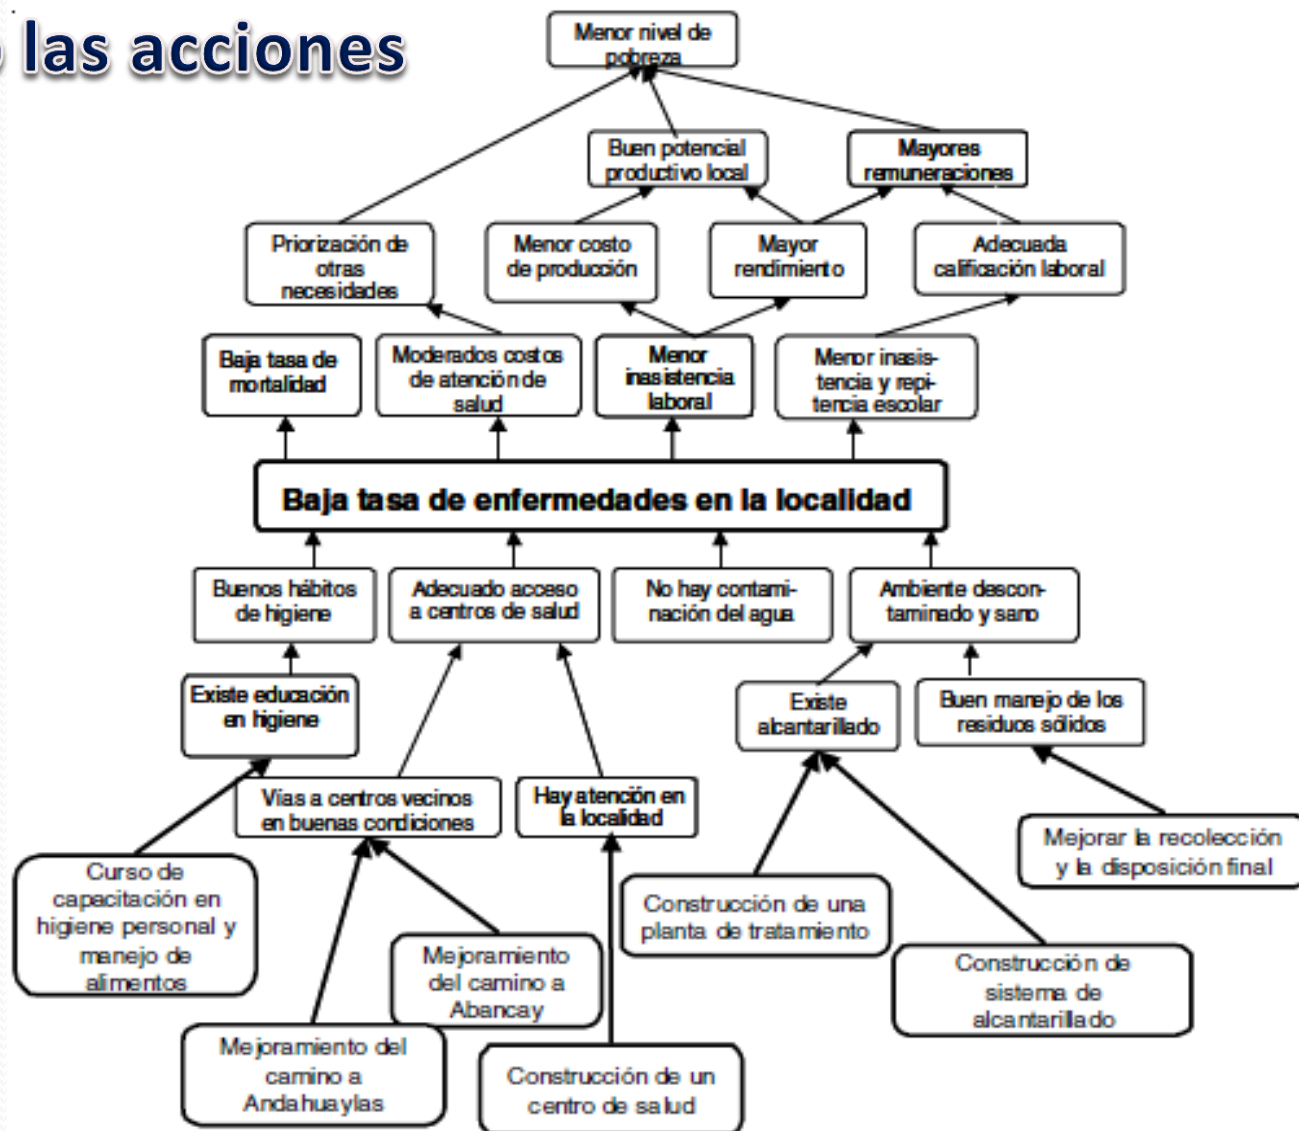 las acciones
Menor nivel de
pobreza
Buen potencial
productivo local
Mayores
remuneraciones
Priorización de
otras
necesidades
Menor costo
de producción
Mayor
rendimiento
Adecuada
calificación laboral
Baja tasa de
mortalidad
Moderados costos
de atención de
salud
Menor
inasistencia
laboral
Menor inasis-
tencia y repi-
tencia escolar
Baja tasa de enfermedades en la localidad
Buenos hábitos
de higiene
Adecuado acceso
a centros de salud
No hay contami-
nación del agua
Ambiente descon-
taminado y sano
Existe educación
en higiene
Existe
alcantarillado
Buen manejo de los
residuos sólidos
Vías a centros vecinos
en buenas condiciones
Hay atención en
la localidad
Mejorar la recolección
y la disposición final
Curso de
capacitación en
higiene personal y
manejo de
alimentos
Construcción de una
planta de tratamiento
Mejoramiento
del camino a
Abancay
Construcción de
sistema de
alcantarillado
Mejoramiento del
camino a
Andahuaylas
Construcción de un
centro de salud